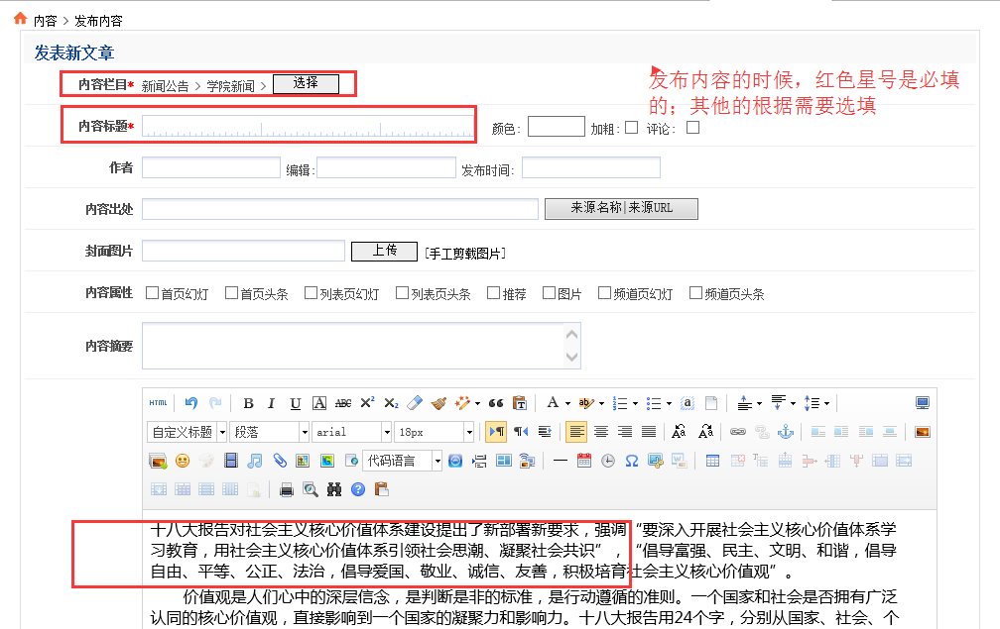 内容 > 发布内容
发表新文章
内容栏目* 新闻公告 > 学院新闻 > 选择
发布内容的时候，红色星号是必填
的；其他的根据需要选填
内容标题* 颜色: 加粗: 评论:
作者 编辑: 发布时间:
内容出处 来源名称|来源URL
封面图片 上传 [手工剪裁图片]
内容属性 首页幻灯 首页头条 列表页幻灯 列表页头条 推荐 图片 频道页幻灯 频道页头条
内容摘要
HTML B I U A ABC X² X₂ T A ab a
自定义标题 段落 arial 18px
代码语言
十八大报告对社会主义核心价值体系建设提出了新部署新要求，强调“要深入开展社会主义核心价值体系学
习教育，用社会主义核心价值体系引领社会思潮、凝聚社会共识”，“倡导富强、民主、文明、和谐，倡导
自由、平等、公正、法治，倡导爱国、敬业、诚信、友善，积极培育社会主义核心价值观”。
价值观是人们心中的深层信念，是判断是非的标准，是行动遵循的准则。一个国家和社会是否拥有广泛
认同的核心价值观，直接影响到一个国家的凝聚力和影响力。十八大报告用24个字，分别从国家、社会、个